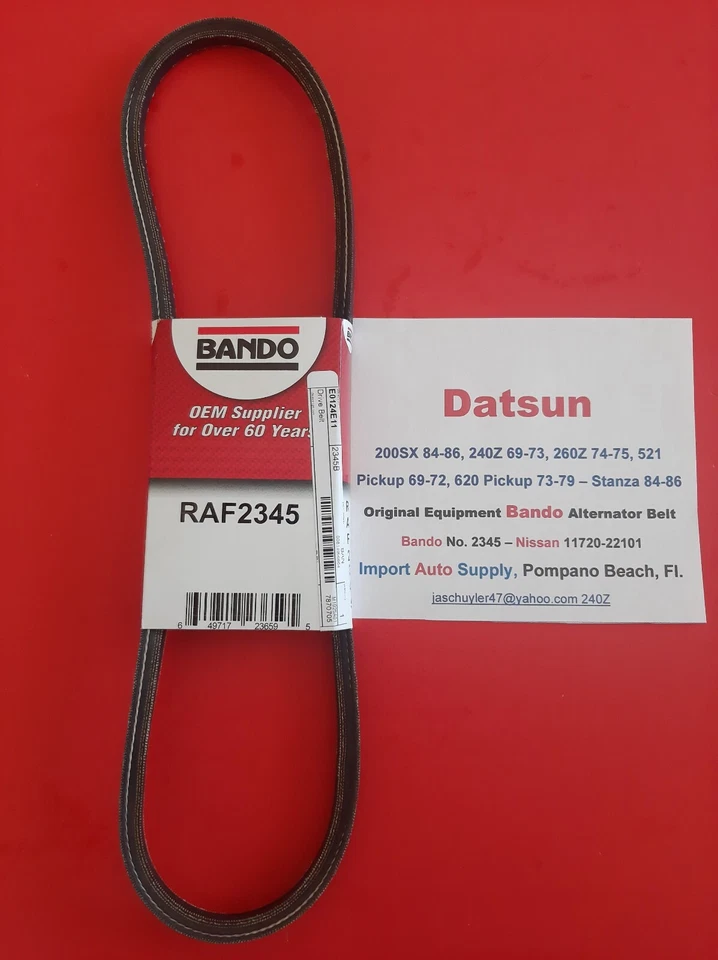 BANDO
OEM Supplier
for Over 60 Years
RAF2345
6 49717 23659 5
E0124E11 2345B
Drive Belt
1
7870705
Datsun
200SX 84-86, 240Z 69-73, 260Z 74-75, 521
Pickup 69-72, 620 Pickup 73-79 – Stanza 84-86
Original Equipment Bando Alternator Belt
Bando No. 2345 – Nissan 11720-22101
Import Auto Supply, Pompano Beach, Fl.
jaschuyler47@yahoo.com 240Z